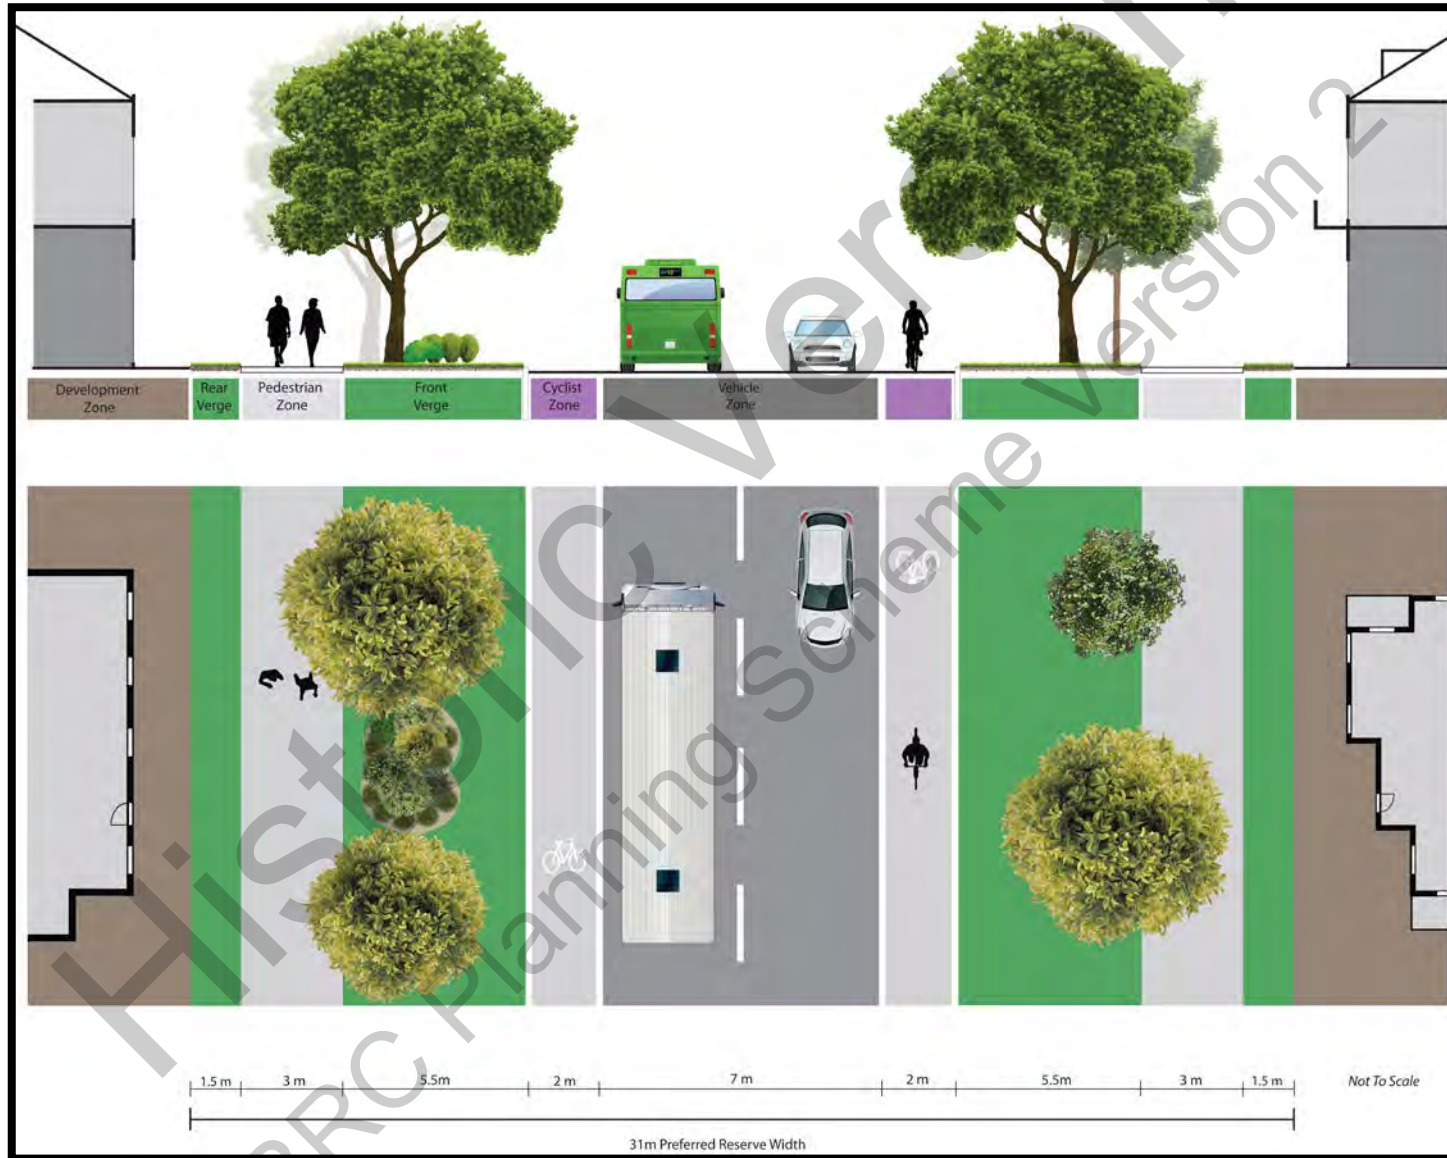 Development
Zone
Rear
Verge
Pedestrian
Zone
Front
Verge
Cyclist
Zone
Vehicle
Zone
1.5 m
3 m
5.5m
2 m
7 m
2 m
5.5m
3 m
1.5 m
Not To Scale
31m Preferred Reserve Width
Historic Version
BRC Planning Scheme Version 2